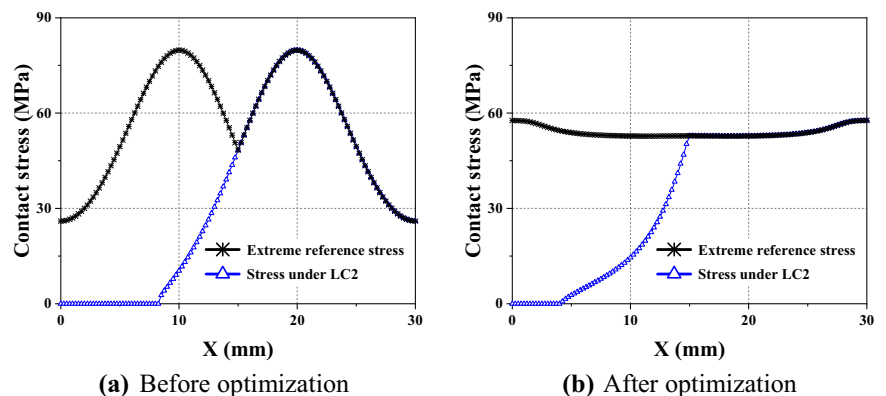 90
60
30
0
0
10
20
30
Contact stress (MPa)
X (mm)
Extreme reference stress
Stress under LC2
(a) Before optimization
90
60
30
0
0
10
20
30
Contact stress (MPa)
X (mm)
Extreme reference stress
Stress under LC2
(b) After optimization